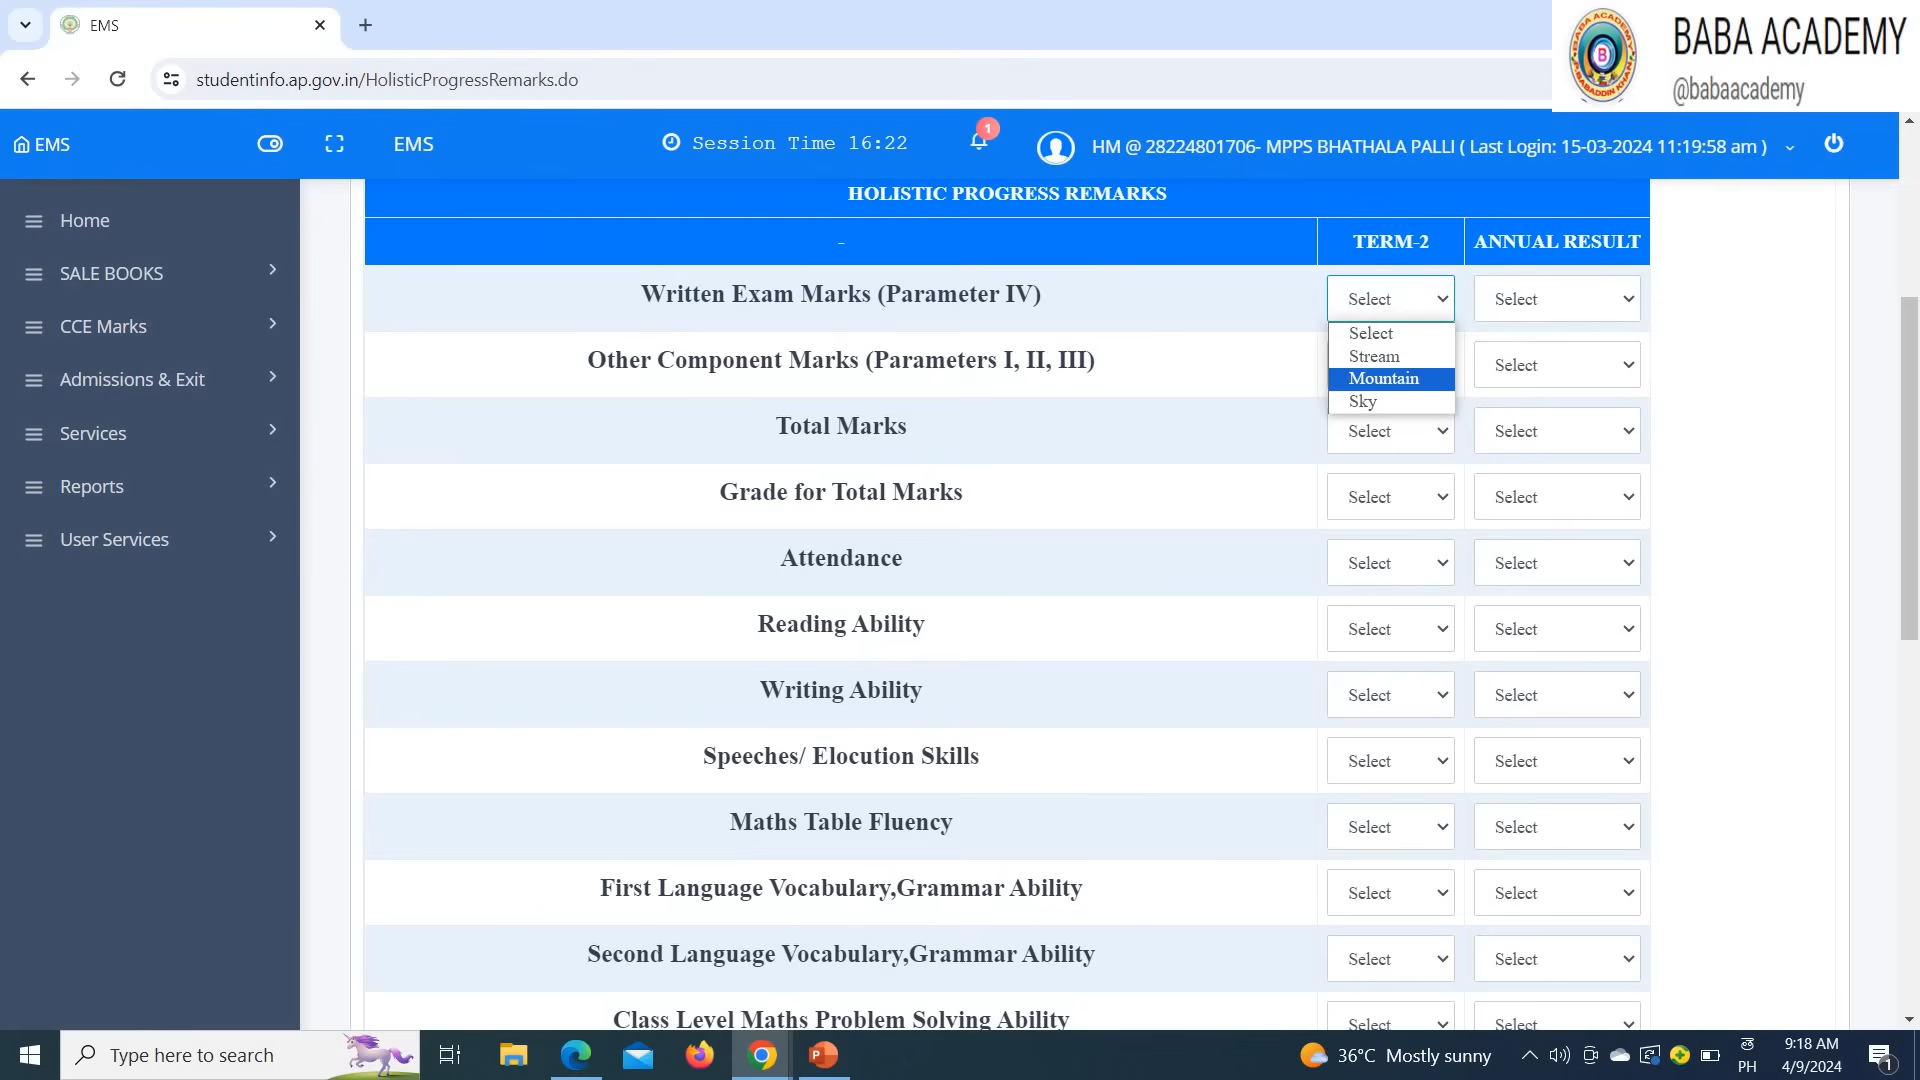 EMS
BABA ACADEMY
@babaacademy
studentinfo.ap.gov.in/HolisticProgressRemarks.do
EMS
EMS
Session Time 16:22
1
HM @ 28224801706- MPPS BHATHALA PALLI ( Last Login: 15-03-2024 11:19:58 am )
Home
SALE BOOKS
CCE Marks
Admissions & Exit
Services
Reports
User Services
HOLISTIC PROGRESS REMARKS
- TERM-2 ANNUAL RESULT
Written Exam Marks (Parameter IV) Select Select
Select
Stream
Mountain
Sky
Other Component Marks (Parameters I, II, III) Select
Total Marks Select Select
Grade for Total Marks Select Select
Attendance Select Select
Reading Ability Select Select
Writing Ability Select Select
Speeches/ Elocution Skills Select Select
Maths Table Fluency Select Select
First Language Vocabulary,Grammar Ability Select Select
Second Language Vocabulary,Grammar Ability Select Select
Class Level Maths Problem Solving Ability Select Select
Type here to search
36°C Mostly sunny
PH
9:18 AM
4/9/2024
1